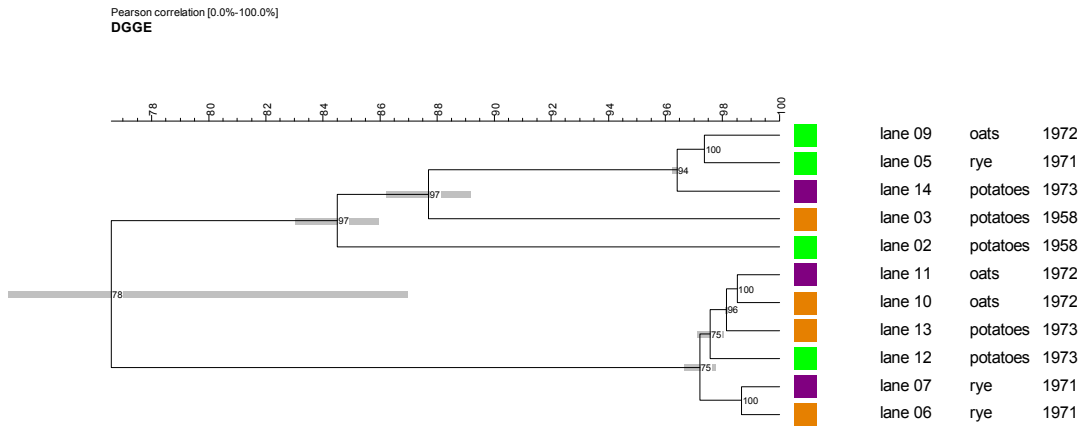 Pearson correlation [0.0%-100.0%]
DGGE
78 80 82 84 86 88 90 92 94 96 98 100
lane 09 oats 1972
100
lane 05 rye 1971
94
lane 14 potatoes 1973
97
lane 03 potatoes 1958
97
lane 02 potatoes 1958
lane 11 oats 1972
100
78
lane 10 oats 1972
96
lane 13 potatoes 1973
75
lane 12 potatoes 1973
75
lane 07 rye 1971
100
lane 06 rye 1971